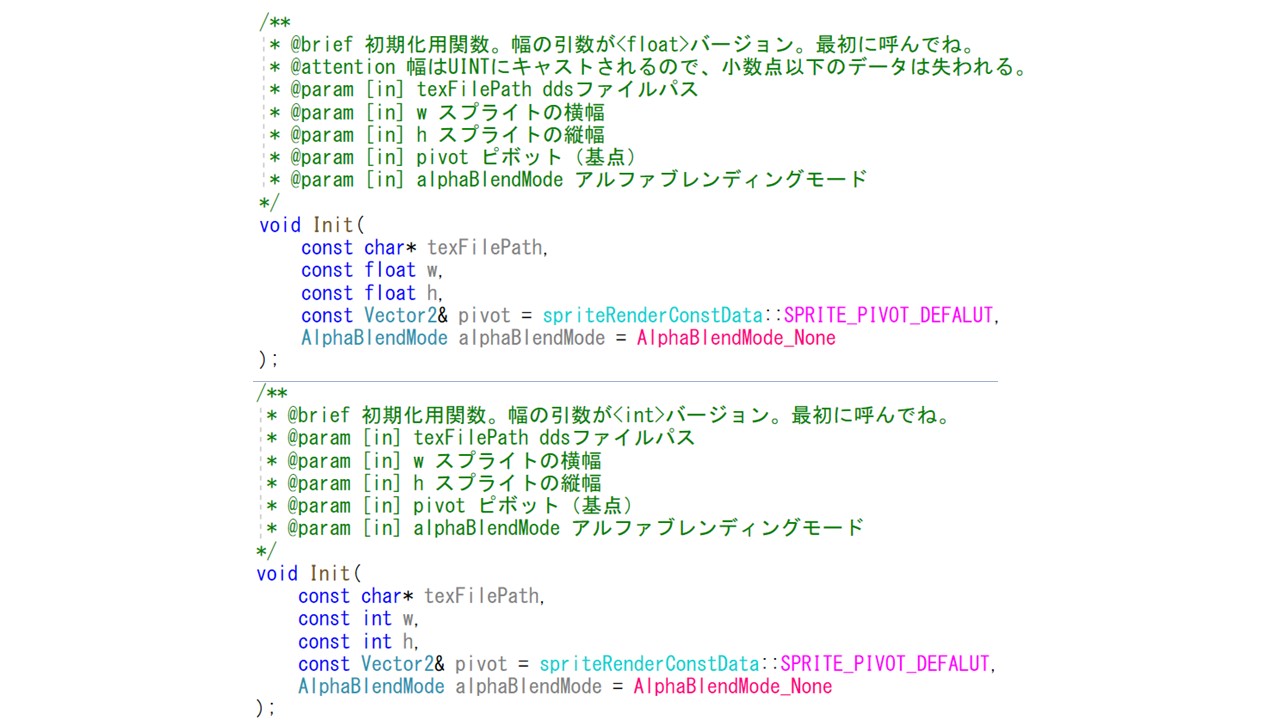 /**
* @brief 初期化用関数。幅の引数が<float>バージョン。最初に呼んでね。
* @attention 幅はUINTにキャストされるので、小数点以下のデータは失われる。
* @param [in] texFilePath ddsファイルパス
* @param [in] w スプライトの横幅
* @param [in] h スプライトの縦幅
* @param [in] pivot ピボット（基点）
* @param [in] alphaBlendMode アルファブレンディングモード
*/
void Init(
const char* texFilePath,
const float w,
const float h,
const Vector2& pivot = spriteRenderConstData::SPRITE_PIVOT_DEFALUT,
AlphaBlendMode alphaBlendMode = AlphaBlendMode_None
);
/**
* @brief 初期化用関数。幅の引数が<int>バージョン。最初に呼んでね。
* @param [in] texFilePath ddsファイルパス
* @param [in] w スプライトの横幅
* @param [in] h スプライトの縦幅
* @param [in] pivot ピボット（基点）
* @param [in] alphaBlendMode アルファブレンディングモード
*/
void Init(
const char* texFilePath,
const int w,
const int h,
const Vector2& pivot = spriteRenderConstData::SPRITE_PIVOT_DEFALUT,
AlphaBlendMode alphaBlendMode = AlphaBlendMode_None
);